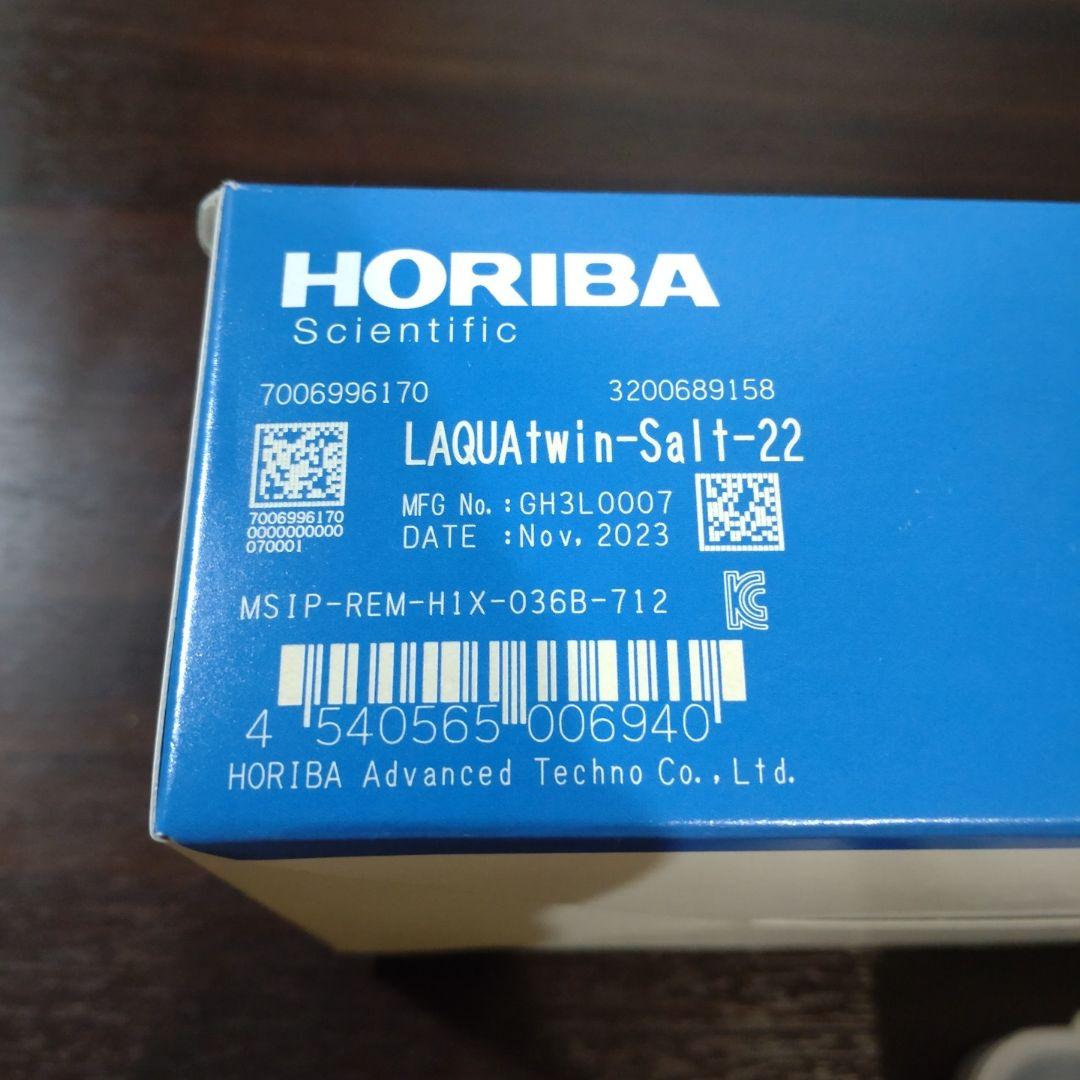 HORIBA
Scientific
7006996170 3200689158
LAQUAtwin-Salt-22
MFG No.:GH3L0007
DATE :Nov, 2023
7006996170
0000000000
070001
MSIP-REM-H1X-036B-712
4 540565 006940
HORIBA Advanced Techno Co., Ltd.